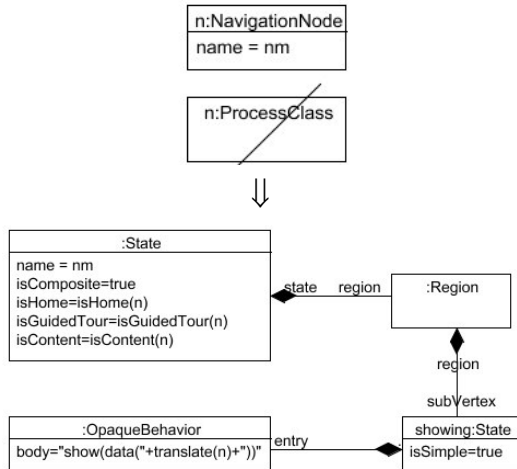 n:NavigationNode
name = nm
n:ProcessClass
⇓
:State
name = nm
isComposite=true
isHome=isHome(n)
isGuidedTour=isGuidedTour(n)
isContent=isContent(n)
state region
:Region
region
subVertex
:OpaqueBehavior
body="show(data("+translate(n)+"))"
entry
showing:State
isSimple=true